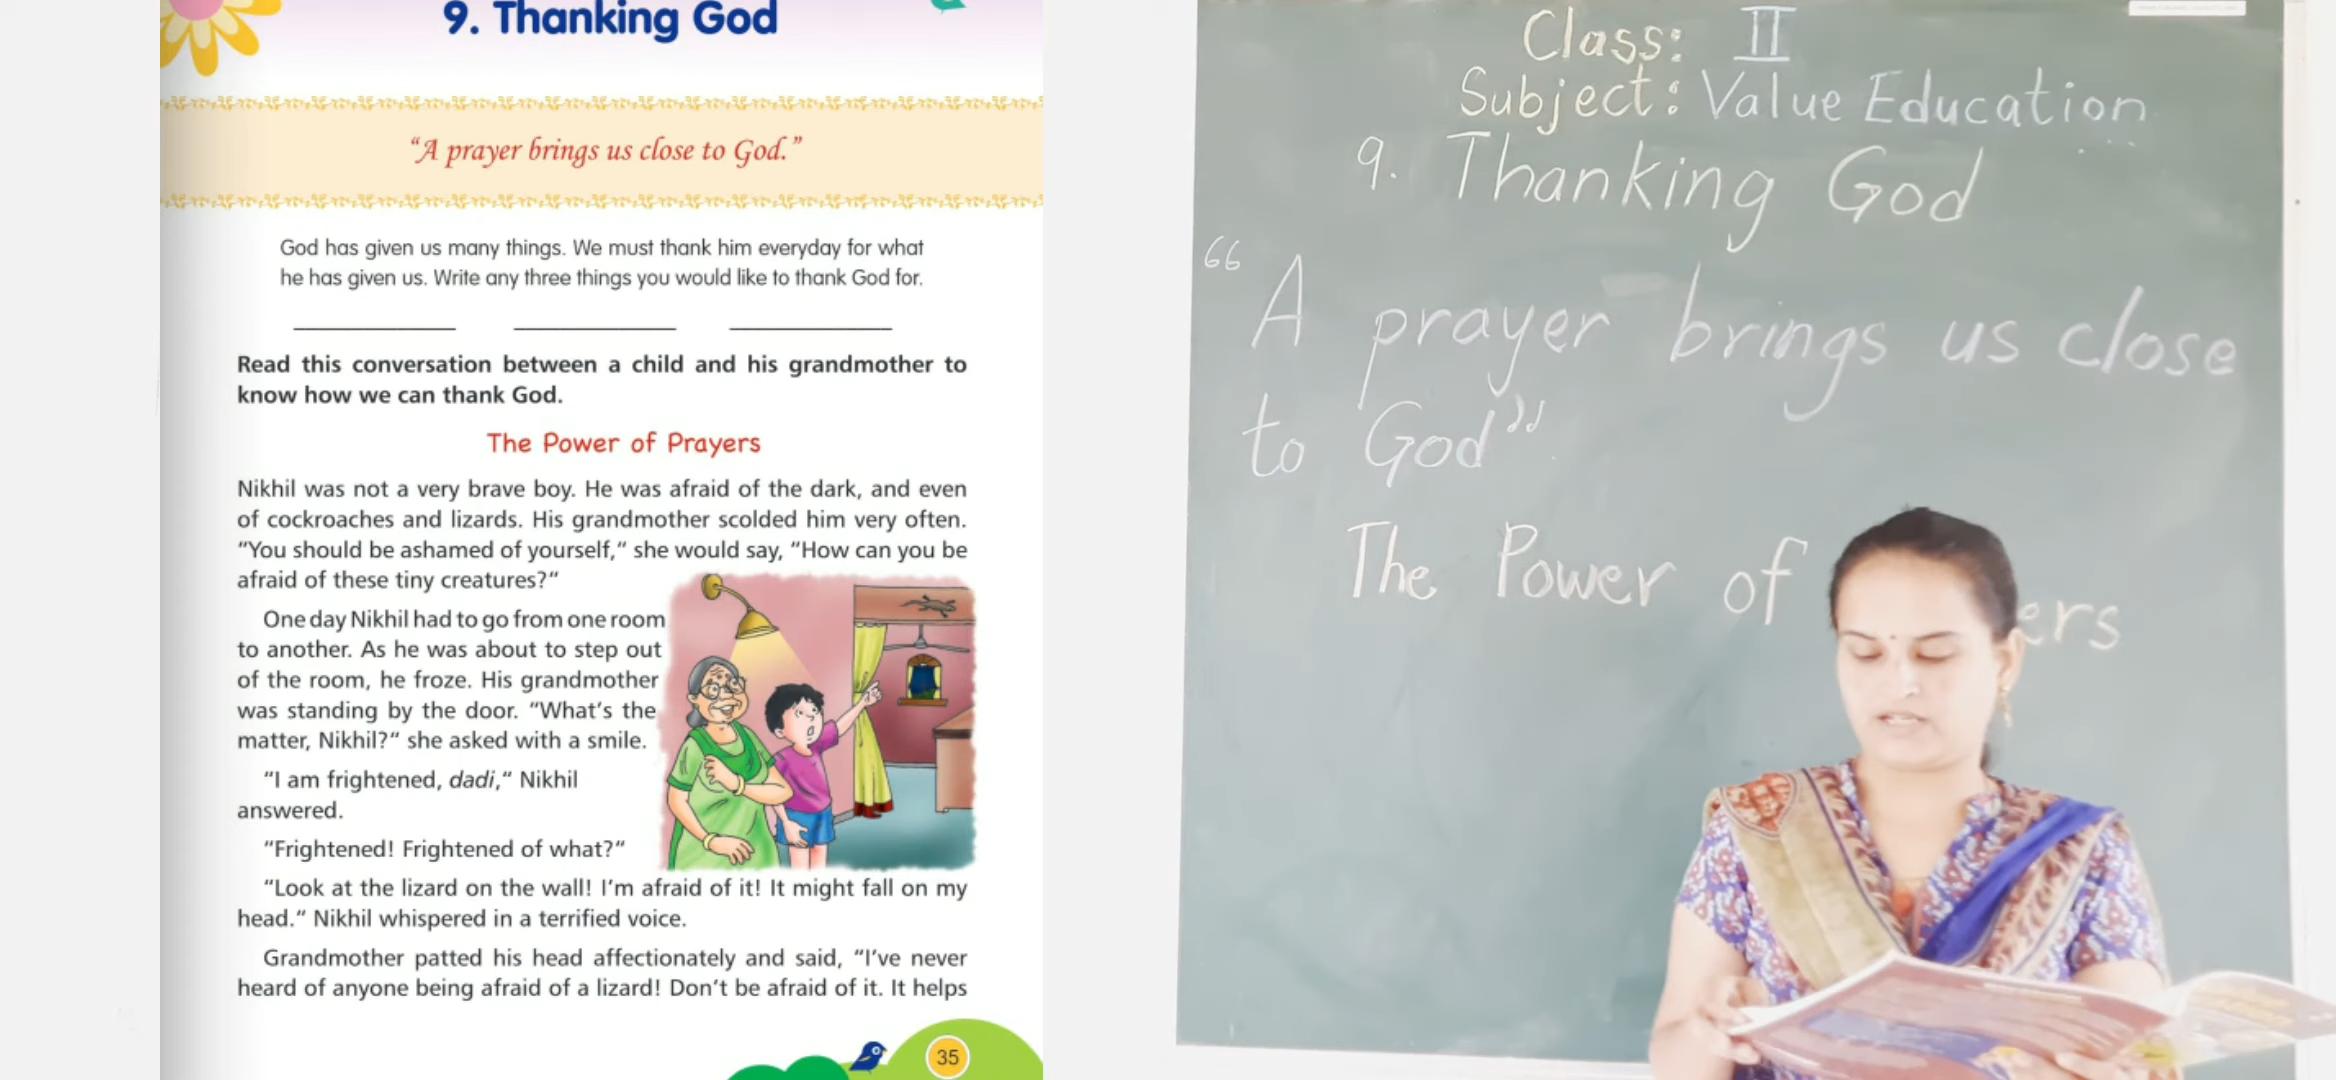 9. Thanking God
“A prayer brings us close to God.”
God has given us many things. We must thank him everyday for what
he has given us. Write any three things you would like to thank God for.
Read this conversation between a child and his grandmother to
know how we can thank God.
The Power of Prayers
Nikhil was not a very brave boy. He was afraid of the dark, and even
of cockroaches and lizards. His grandmother scolded him very often.
“You should be ashamed of yourself,“ she would say, “How can you be
afraid of these tiny creatures?“
One day Nikhil had to go from one room
to another. As he was about to step out
of the room, he froze. His grandmother
was standing by the door. “What’s the
matter, Nikhil?“ she asked with a smile.
“I am frightened, dadi,“ Nikhil
answered.
“Frightened! Frightened of what?“
“Look at the lizard on the wall! I’m afraid of it! It might fall on my
head.“ Nikhil whispered in a terrified voice.
Grandmother patted his head affectionately and said, “I’ve never
heard of anyone being afraid of a lizard! Don’t be afraid of it. It helps
35
Class: II
Subject: Value Education
9. Thanking God
“A prayer brings us close
to God”.
The Power of ers